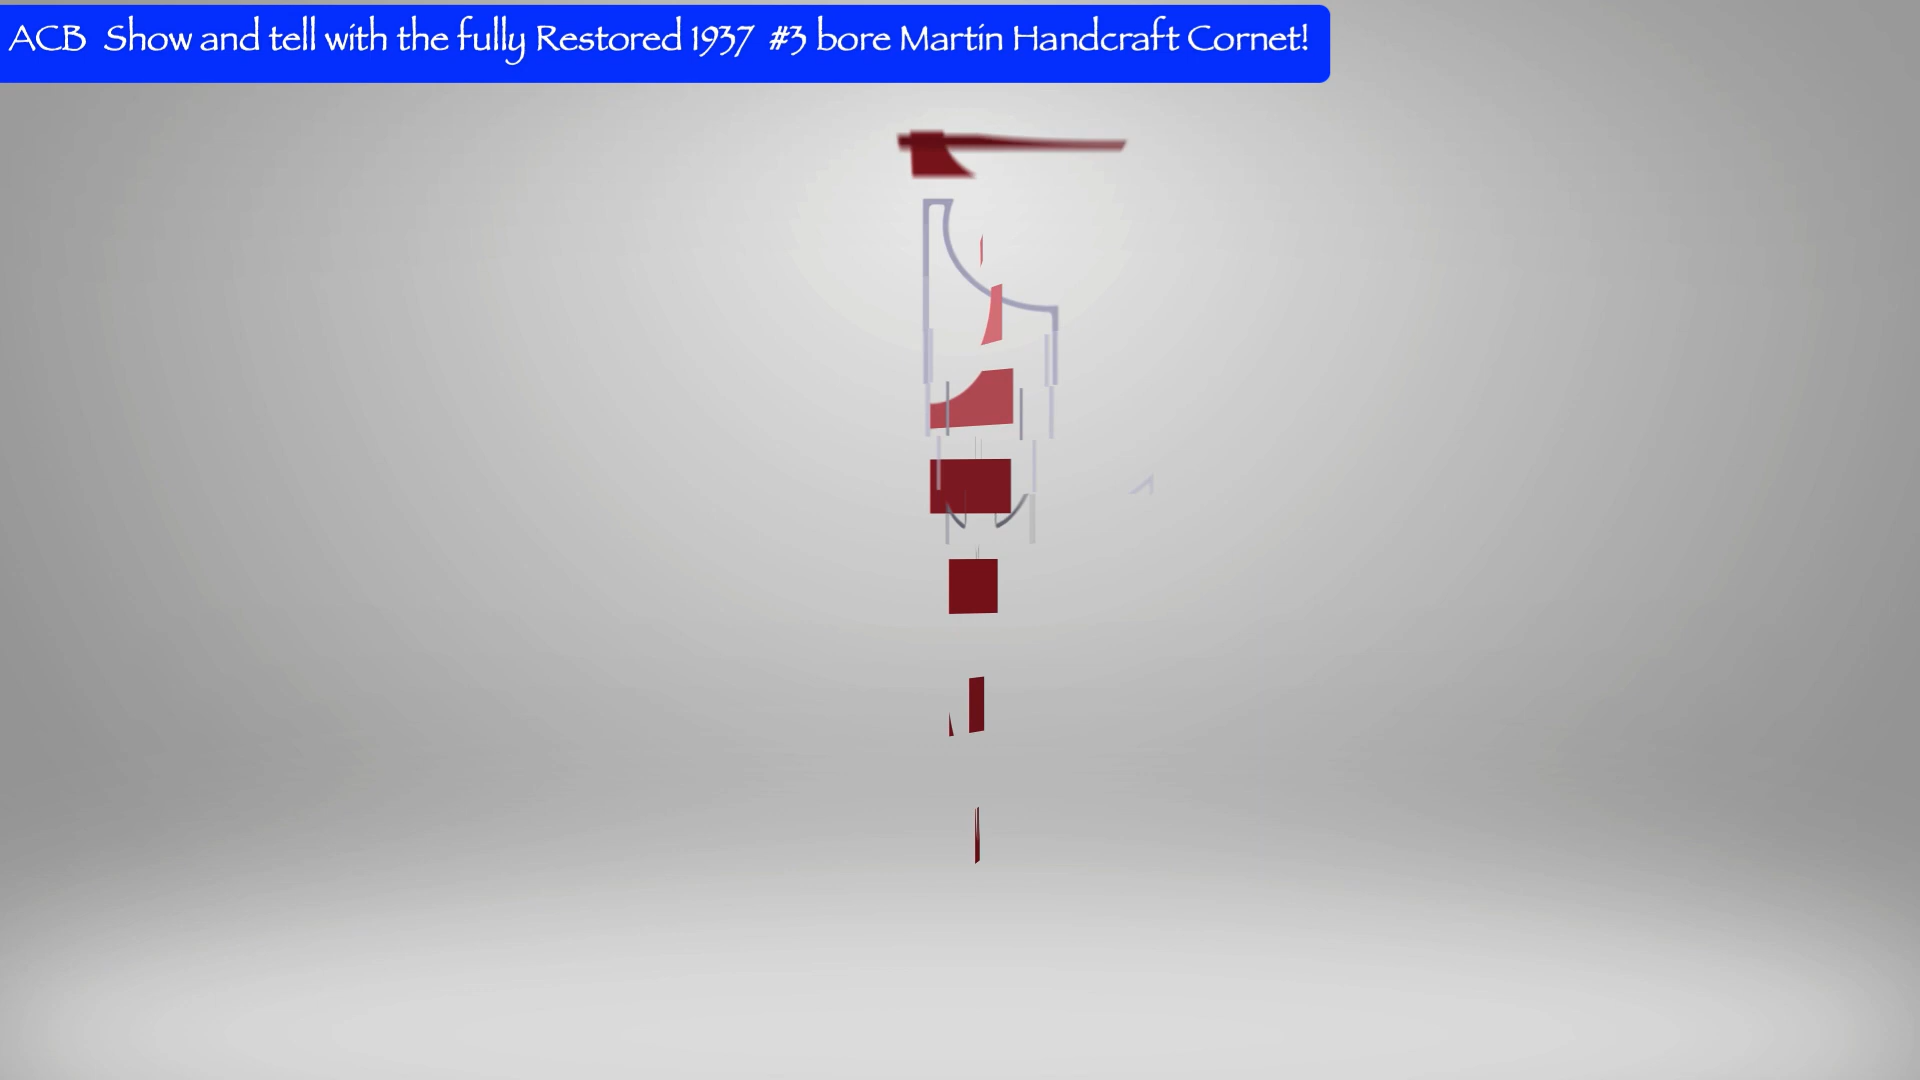 ACB Show and tell with the fully Restored 1937 #3 bore Martin Handcraft Cornet!